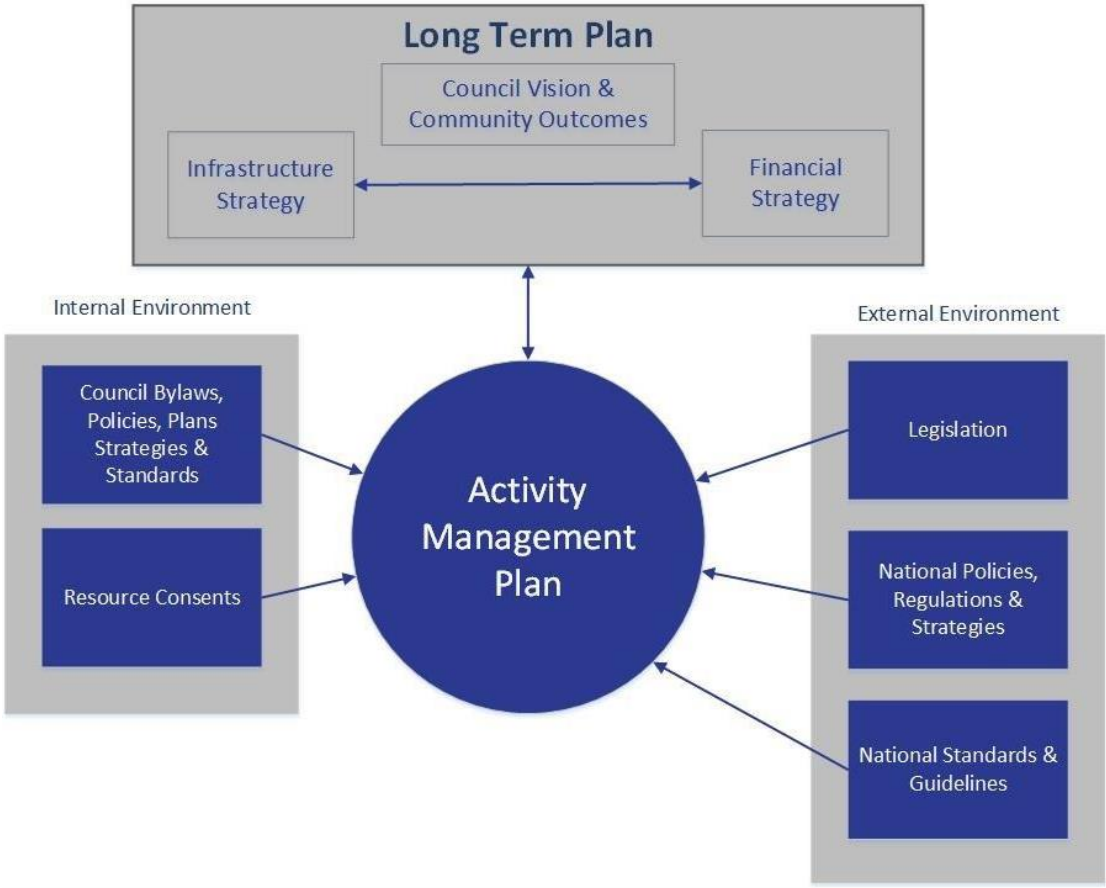 Long Term Plan
Council Vision &
Community Outcomes
Infrastructure
Strategy
Financial
Strategy
Internal Environment
Council Bylaws,
Policies, Plans
Strategies &
Standards
Resource Consents
Activity
Management
Plan
External Environment
Legislation
National Policies,
Regulations &
Strategies
National Standards &
Guidelines